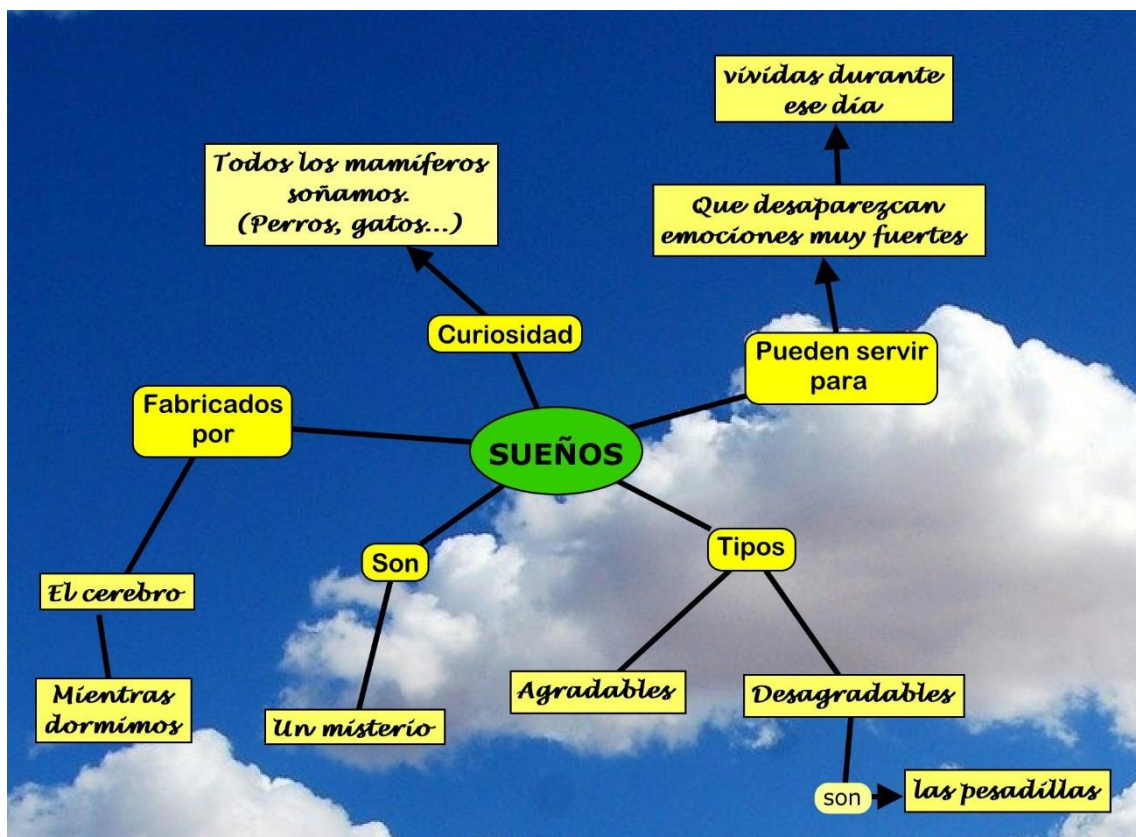 vividas durante
ese día
Todos los mamíferos
soñamos.
(Perros, gatos...)
Que desaparezcan
emociones muy fuertes
Curiosidad
Pueden servir
para
Fabricados
por
SUEÑOS
Son
Tipos
El cerebro
Mientras
dormimos
Un misterio
Agradables
Desagradables
son
las pesadillas